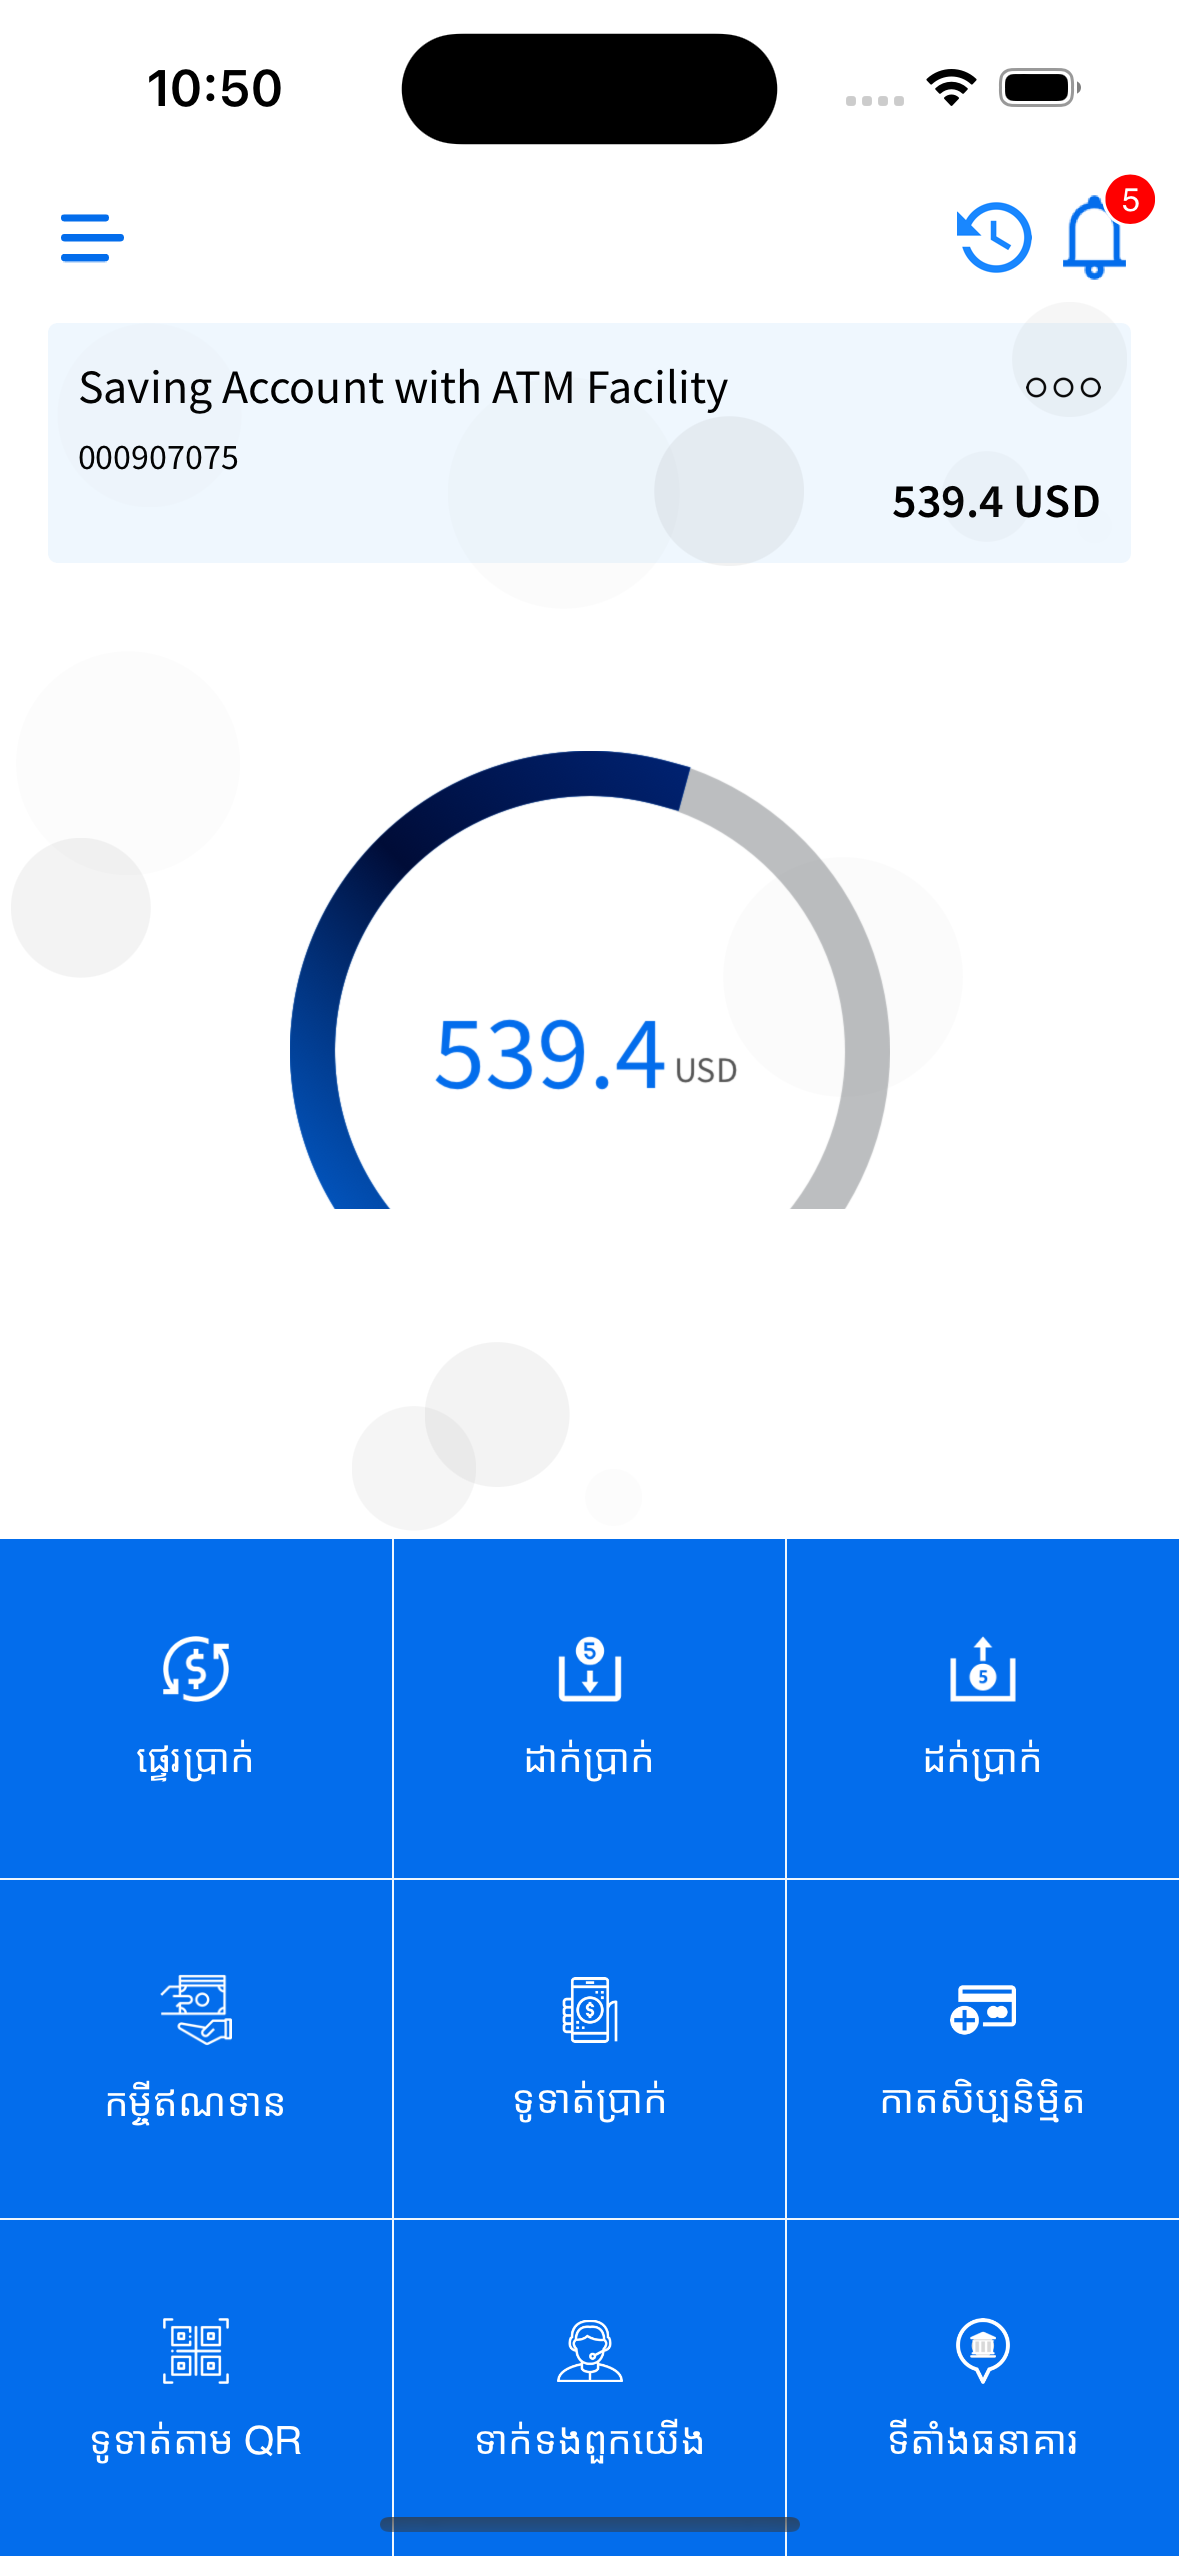 10:50
5
Saving Account with ATM Facility
000907075
539.4 USD
539.4 USD
ផ្ទេរប្រាក់
ដាក់ប្រាក់
ដក់ប្រាក់
កម្ចីឥណទាន
ទូទាត់ប្រាក់
កាតសិប្បនិម្មិត
ទូទាត់តាម QR
ទាក់ទងពួកយើង
ទីតាំងធនាគារ